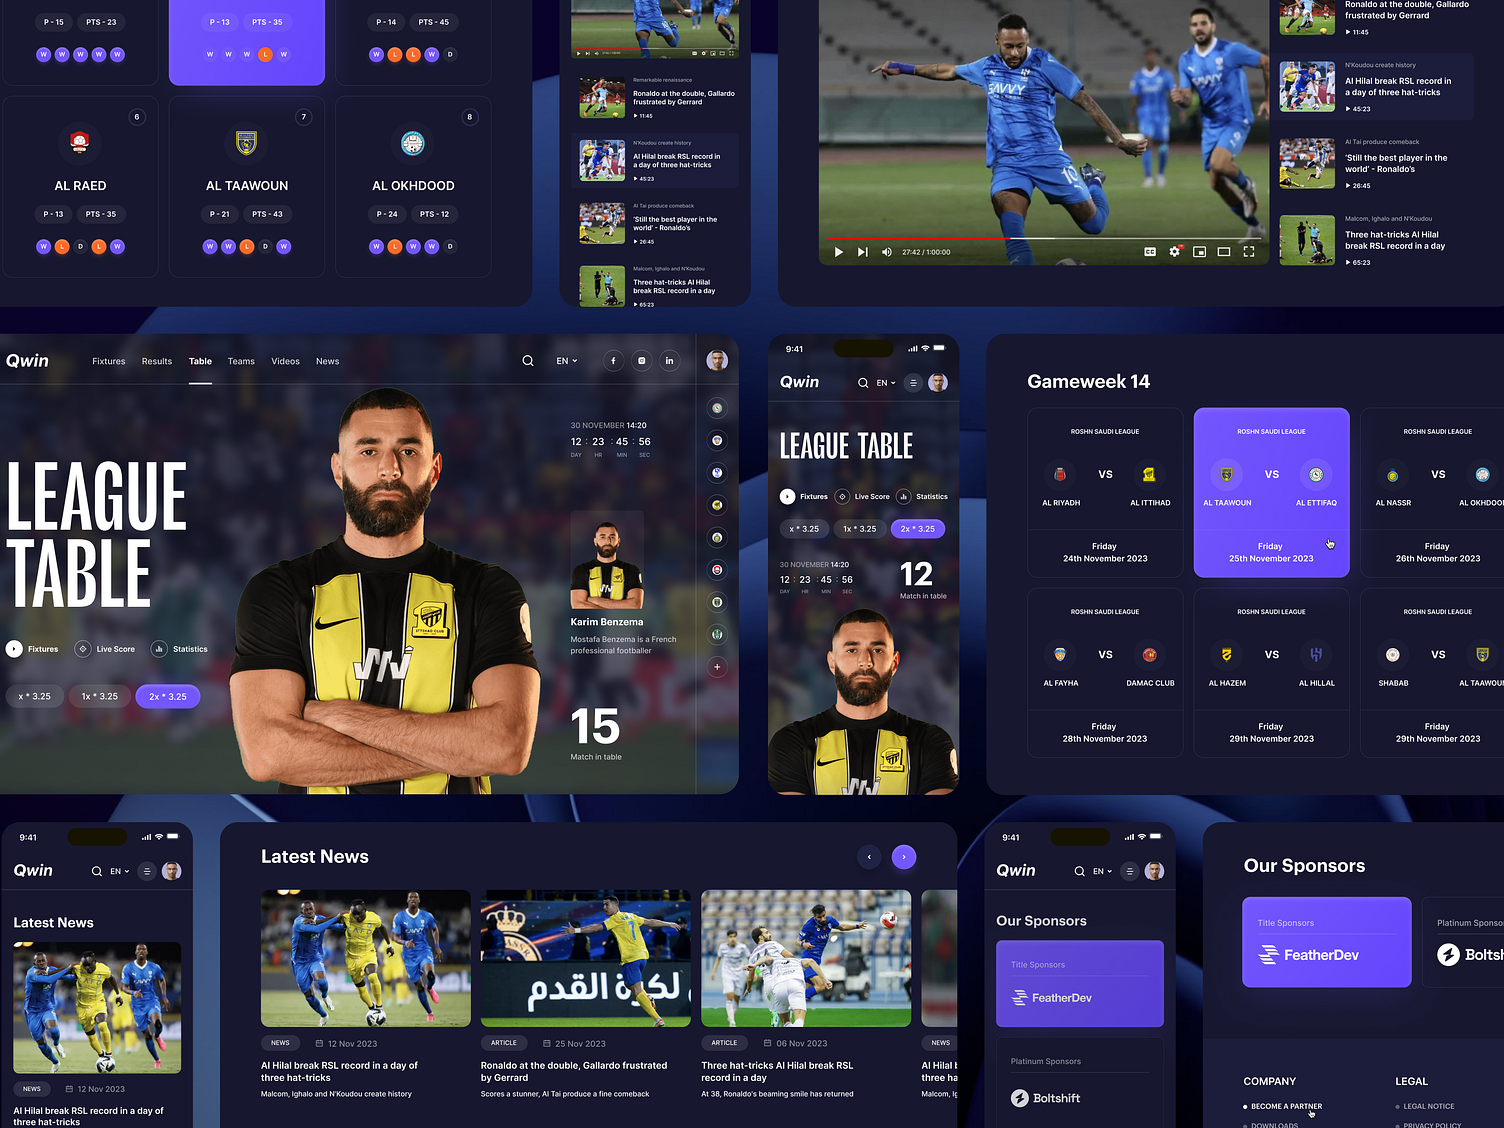 P - 15 PTS - 23
W W W W W
P - 13 PTS - 35
W W W L W
P - 14 PTS - 45
W L L W D
6
AL RAED
P - 13 PTS - 35
W L D L W
7
AL TAAWOUN
P - 21 PTS - 43
W W L D W
8
AL OKHDOOD
P - 24 PTS - 12
W L W W D
Remarkable renaissance
Ronaldo at the double, Gallardo
frustrated by Gerrard
11:45
N'Koudou create history
Al Hilal break RSL record in
a day of three hat-tricks
45:23
Al Tai produce comeback
'Still the best player in the
world' - Ronaldo's
26:45
Malcom, Ighalo and N'Koudou
Three hat-tricks Al Hilal
break RSL record in a day
65:23
SAVVY
10
27:42 / 1:00:00
Ronaldo at the double, Gallardo
frustrated by Gerrard
11:45
N'Koudou create history
Al Hilal break RSL record in
a day of three hat-tricks
45:23
Al Tai produce comeback
'Still the best player in the
world' - Ronaldo's
26:45
Malcom, Ighalo and N'Koudou
Three hat-tricks Al Hilal
break RSL record in a day
65:23
Qwin
Fixtures Results Table Teams Videos News
EN
LEAGUE
TABLE
Fixtures Live Score Statistics
x * 3.25 1x * 3.25 2x * 3.25
30 NOVEMBER 14:20
12 : 23 : 45 : 56
DAY HR MIN SEC
Karim Benzema
Mostafa Benzema is a French
professional footballer
15
Match in table
9:41
Qwin
EN
LEAGUE TABLE
Fixtures Live Score Statistics
x * 3.25 1x * 3.25 2x * 3.25
30 NOVEMBER 14:20
12 : 23 : 45 : 56
DAY HR MIN SEC
12
Match in table
Gameweek 14
ROSHN SAUDI LEAGUE
VS
AL RIYADH AL ITTIHAD
Friday
24th November 2023
ROSHN SAUDI LEAGUE
VS
AL TAAWOUN AL ETTIFAQ
Friday
25th November 2023
ROSHN SAUDI LEAGUE
VS
AL NASSR AL OKHDOO
Friday
26th November 2023
ROSHN SAUDI LEAGUE
VS
AL FAYHA DAMAC CLUB
Friday
28th November 2023
ROSHN SAUDI LEAGUE
VS
AL HAZEM AL HILLAL
Friday
29th November 2023
ROSHN SAUDI LEAGUE
VS
SHABAB AL TAAWOU
Friday
29th November 2023
9:41
Qwin
EN
Latest News
NEWS 12 Nov 2023
Al Hilal break RSL record in a day of
three hat-tricks
Latest News
NEWS 12 Nov 2023
Al Hilal break RSL record in a day of
three hat-tricks
Malcom, Ighalo and N'Koudou create history
لكرة القدم
7
ARTICLE 25 Nov 2023
Ronaldo at the double, Gallardo frustrated
by Gerrard
Scores a stunner, Al Tai produce a fine comeback
ARTICLE 06 Nov 2023
Three hat-tricks Al Hilal break RSL
record in a day
At 38, Ronaldo's beaming smile has returned
NEWS
Al Hilal b
three ha
Malcom, Ig
9:41
Qwin
EN
Our Sponsors
Title Sponsors
FeatherDev
Platinum Sponsors
Boltshift
Our Sponsors
Title Sponsors
FeatherDev
Platinum Sponso
Boltsh
COMPANY
BECOME A PARTNER
DOWNLOADS
LEGAL
LEGAL NOTICE
PRIVACY POLICY